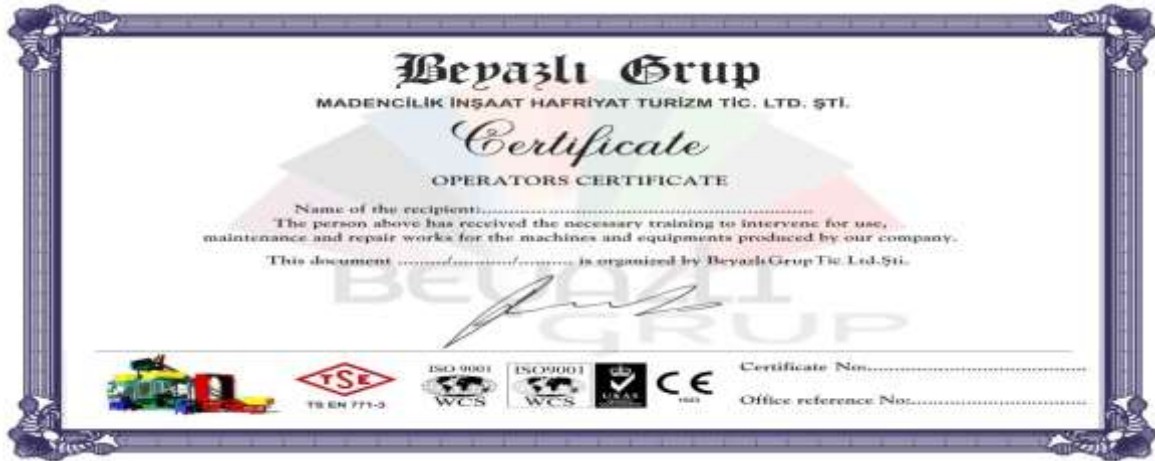 Beyazlı Grup
MADENCİLİK İNŞAAT HAFRİYAT TURİZM TİC. LTD. ŞTİ.
Certificate
OPERATORS CERTIFICATE
Name of the recipient:......................................................................
The person above has received the necessary training to intervene for use,
maintenance and repair works for the machines and equipments produced by our company.
This document ............/............../............ is organized by Beyazlı Grup Tic. Ltd. Şti.
BEYAZLI
GRUP
TSE
TS EN 771-3
ISO 9001
WCS
ISO9001
WCS
UKAS
CE
Certificate No:................................................
Office reference No:......................................